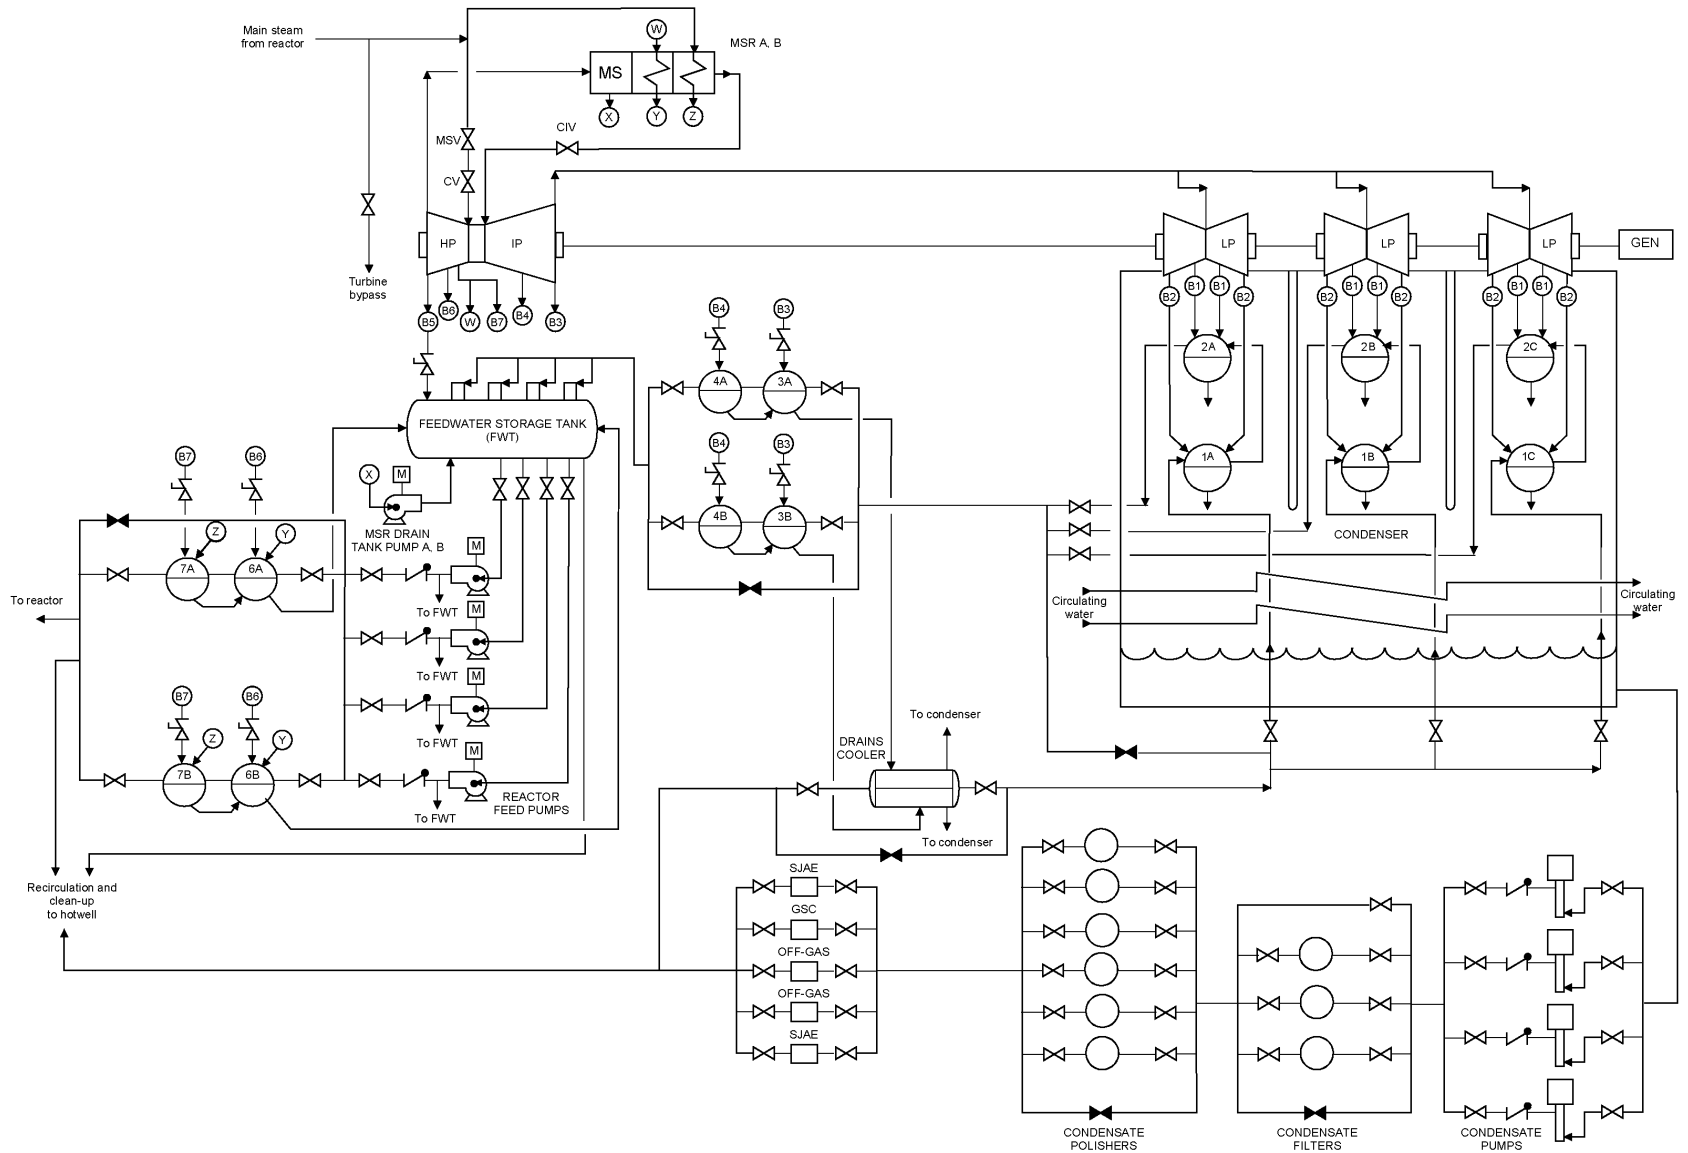 Main steam
from reactor
W
MSR A, B
MS
X
Y
Z
MSV
CIV
CV
HP
IP
LP
LP
LP
GEN
Turbine
bypass
B5
B6
W
B7
B4
B3
B2
B1
B1
B2
B2
B1
B1
B2
B2
B1
B1
B2
B4
B3
2A
2B
2C
4A
3A
FEEDWATER STORAGE TANK
(FWT)
B7
B6
X
M
B4
B3
1A
1B
1C
MSR DRAIN
TANK PUMP A, B
4B
3B
CONDENSER
Z
Y
7A
6A
M
To FWT
To reactor
M
Circulating
water
Circulating
water
To FWT
B7
B6
M
Z
Y
To FWT
7B
6B
M
To FWT
REACTOR
FEED PUMPS
To condenser
DRAINS
COOLER
To condenser
Recirculation and
clean-up
to hotwell
SJAE
GSC
OFF-GAS
OFF-GAS
SJAE
CONDENSATE
POLISHERS
CONDENSATE
FILTERS
CONDENSATE
PUMPS